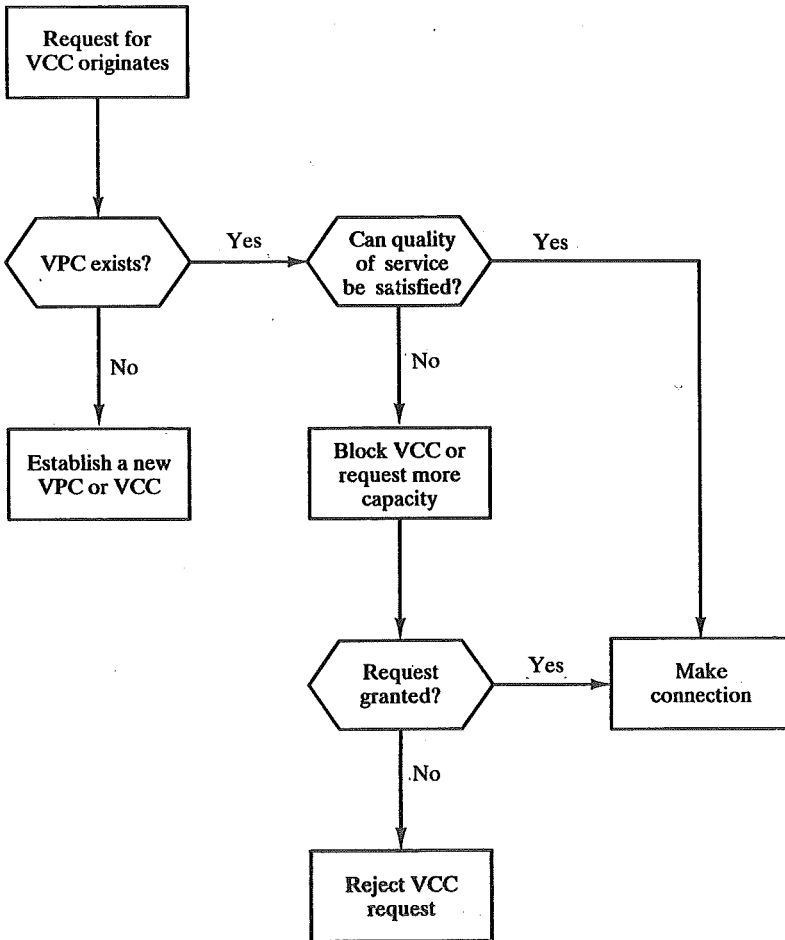 Request for
VCC originates
VPC exists?
Yes
Can quality
of service
be satisfied?
Yes
No
No
Establish a new
VPC or VCC
Block VCC or
request more
capacity
Request
granted?
Yes
Make
connection
No
Reject VCC
request